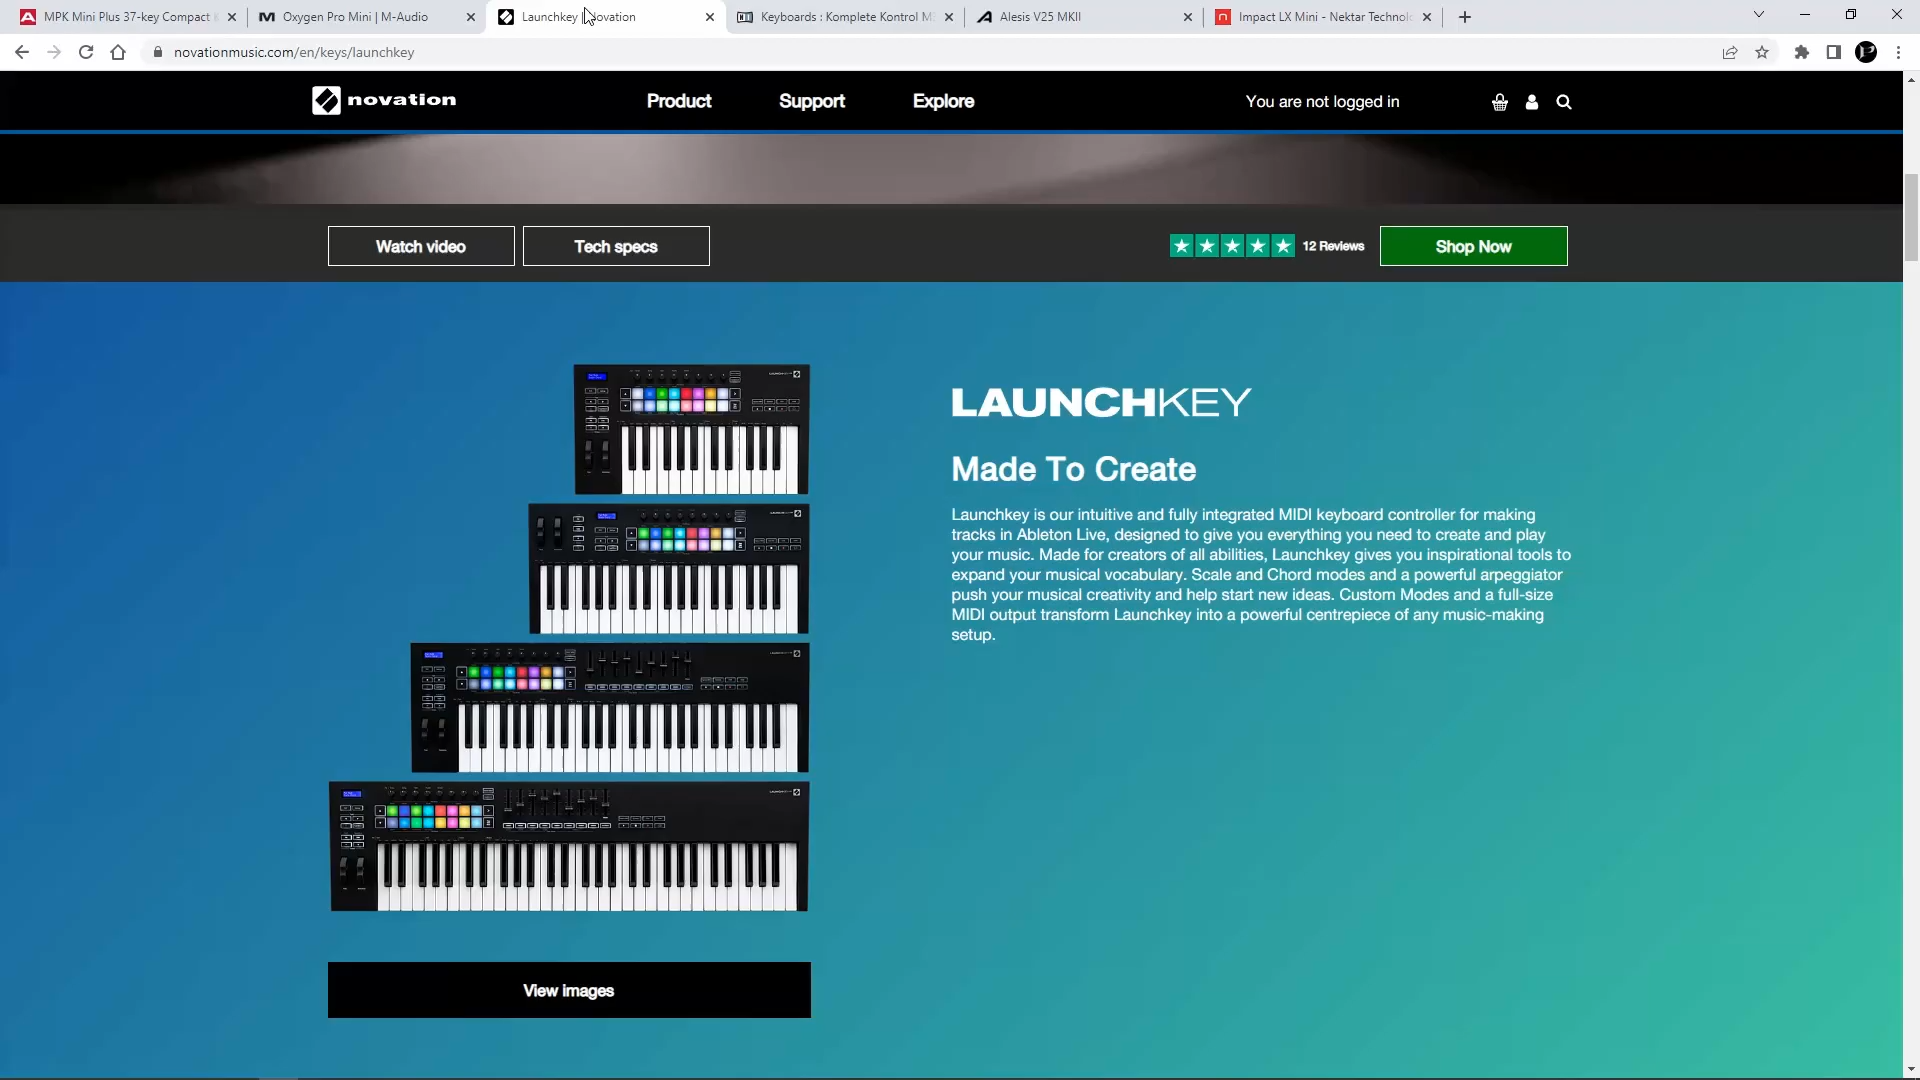 MPK Mini Plus 37-key Compact
Oxygen Pro Mini | M-Audio
Launchkey | Novation
Keyboards : Komplete Kontrol M
Alesis V25 MKII
Impact LX Mini - Nektar Technol
novationmusic.com/en/keys/launchkey
novation
Product
Support
Explore
You are not logged in
Watch video
Tech specs
12 Reviews
Shop Now
LAUNCHKEY
Made To Create
Launchkey is our intuitive and fully integrated MIDI keyboard controller for making
tracks in Ableton Live, designed to give you everything you need to create and play
your music. Made for creators of all abilities, Launchkey gives you inspirational tools to
expand your musical vocabulary. Scale and Chord modes and a powerful arpeggiator
push your musical creativity and help start new ideas. Custom Modes and a full-size
MIDI output transform Launchkey into a powerful centrepiece of any music-making
setup.
View images